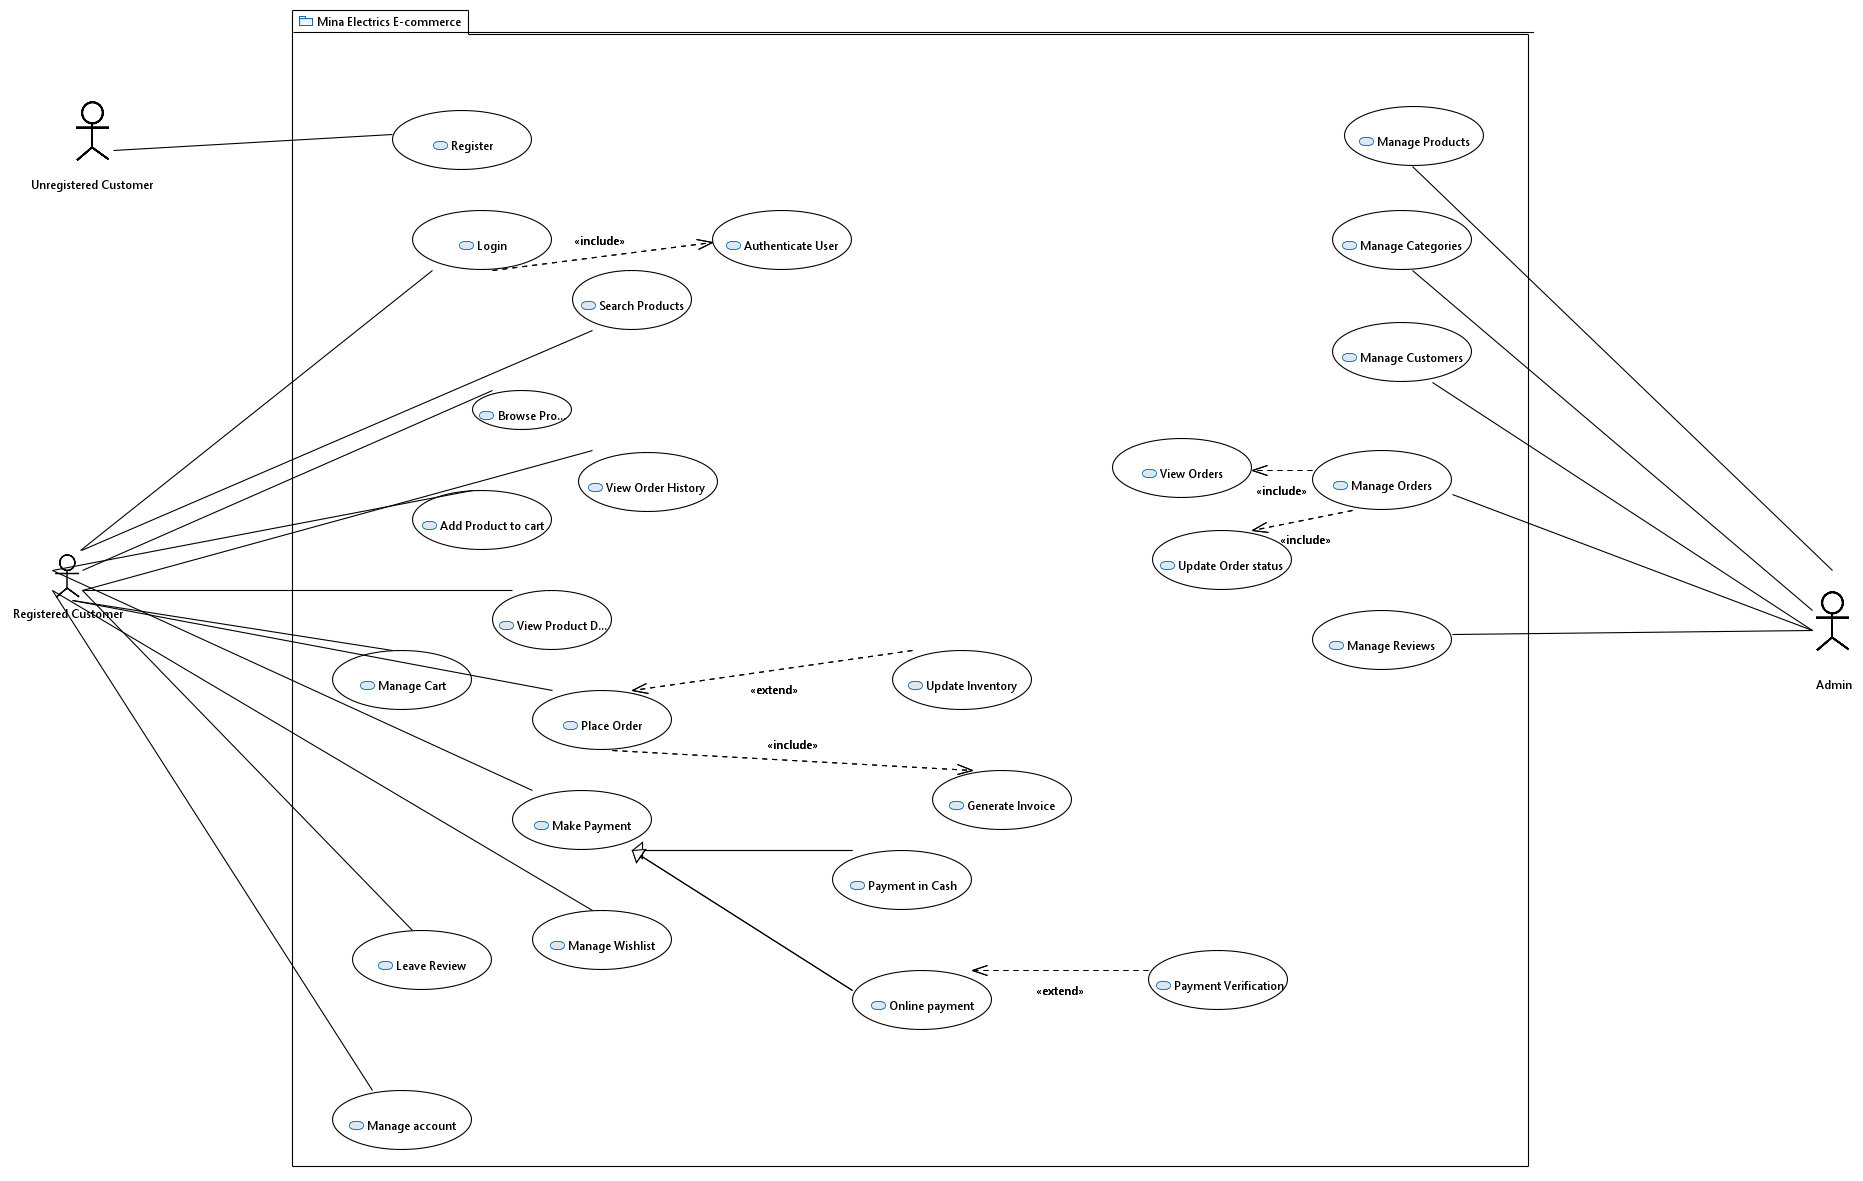 Mina Electrics E-commerce
Unregistered Customer
Register
Manage Products
Login
«include»
Authenticate User
Manage Categories
Search Products
Manage Customers
Browse Pro...
View Order History
View Orders
«include»
Manage Orders
Add Product to cart
«include»
Update Order status
Registered Customer
View Product D...
Manage Reviews
Manage Cart
«extend»
Update Inventory
Admin
Place Order
«include»
Generate Invoice
Make Payment
Payment in Cash
Manage Wishlist
Leave Review
Online payment
«extend»
Payment Verification
Manage account